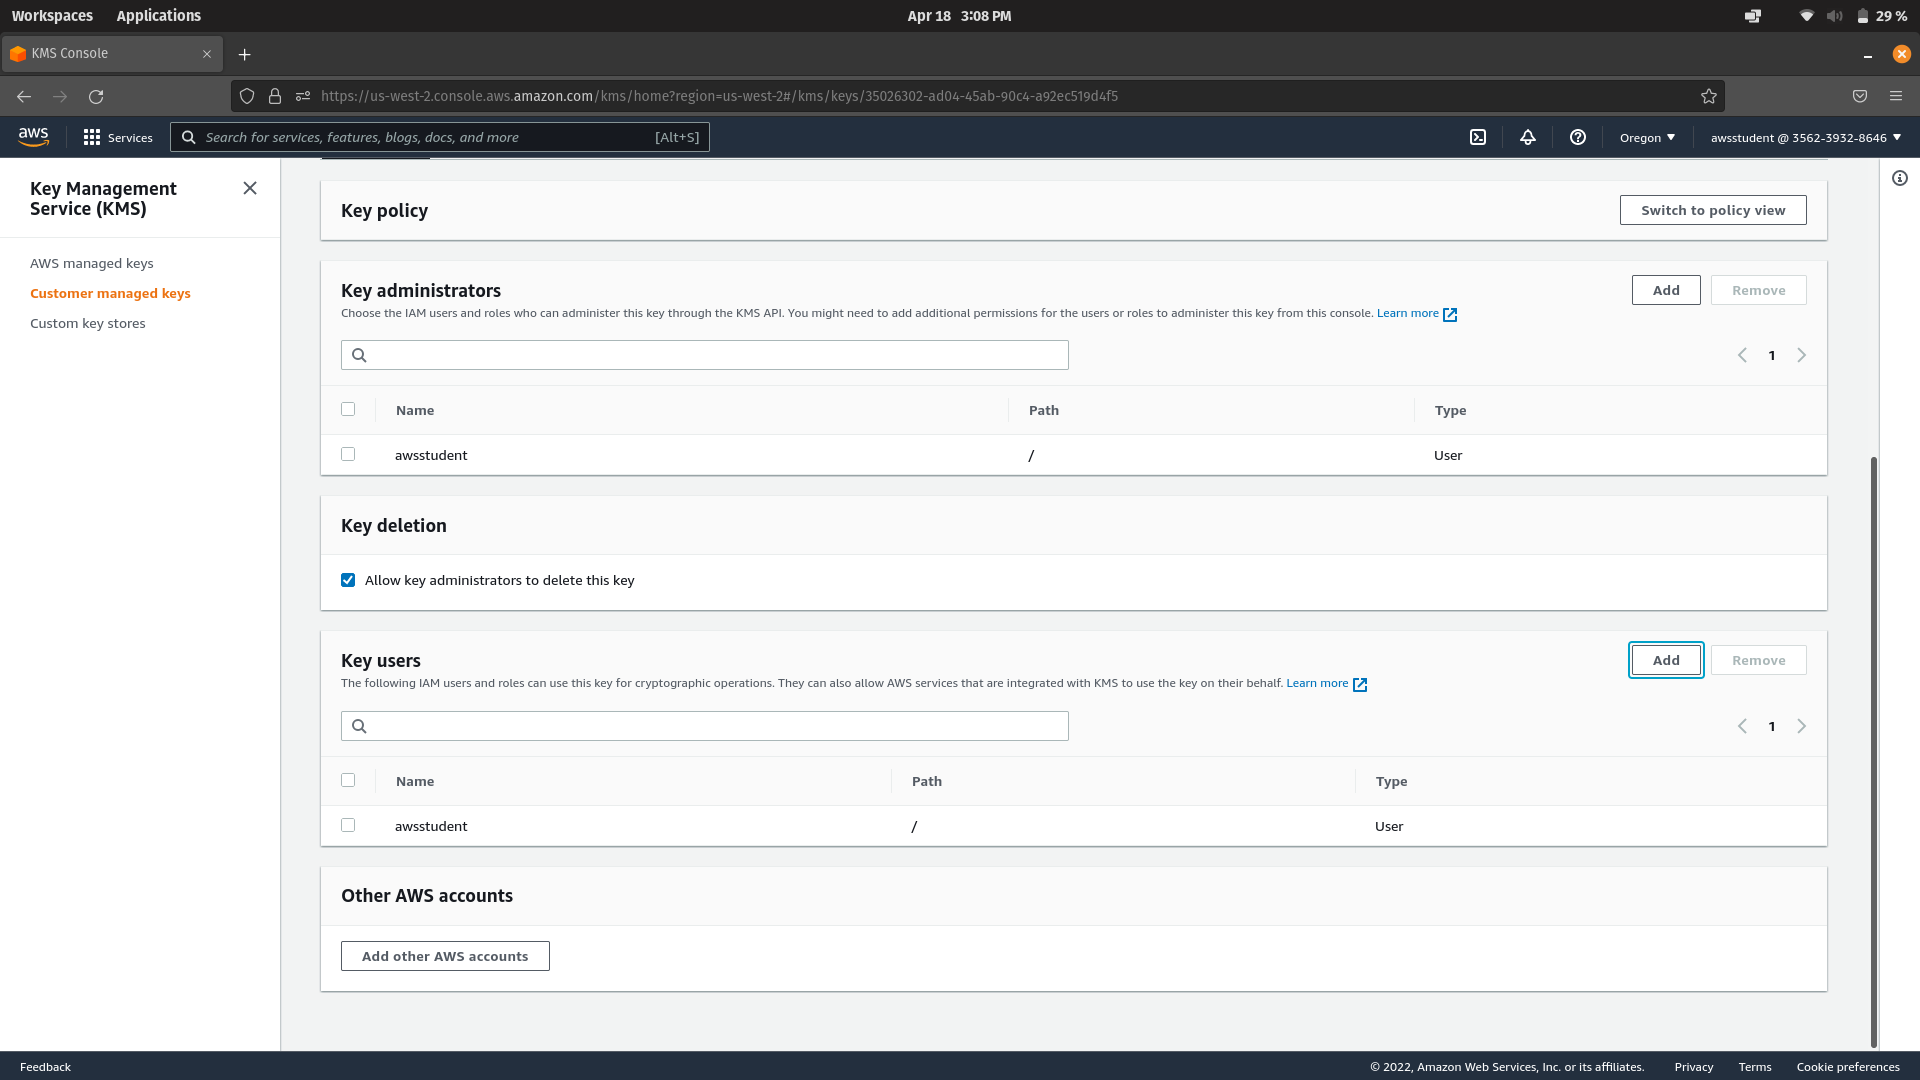 Workspaces Applications Apr 18 3:08 PM 29 %
KMS Console
https://us-west-2.console.aws.amazon.com/kms/home?region=us-west-2#/kms/keys/35026302-ad04-45ab-90c4-a92ec519d4f5
aws Services Search for services, features, blogs, docs, and more [Alt+S] Oregon awsstudent @ 3562-3932-8646
Key Management
Service (KMS)
AWS managed keys
Customer managed keys
Custom key stores
Key policy Switch to policy view
Key administrators Add Remove
Choose the IAM users and roles who can administer this key through the KMS API. You might need to add additional permissions for the users or roles to administer this key from this console. Learn more
1
Name Path Type
awsstudent / User
Key deletion
Allow key administrators to delete this key
Key users Add Remove
The following IAM users and roles can use this key for cryptographic operations. They can also allow AWS services that are integrated with KMS to use the key on their behalf. Learn more
1
Name Path Type
awsstudent / User
Other AWS accounts
Add other AWS accounts
Feedback © 2022, Amazon Web Services, Inc. or its affiliates. Privacy Terms Cookie preferences